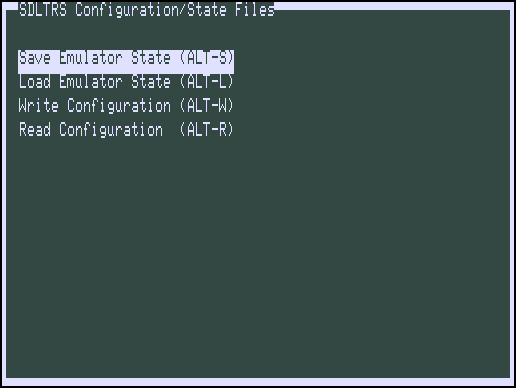 SDLTRS Configuration/State Files
Save Emulator State (ALT-S)
Load Emulator State (ALT-L)
Write Configuration (ALT-W)
Read Configuration  (ALT-R)